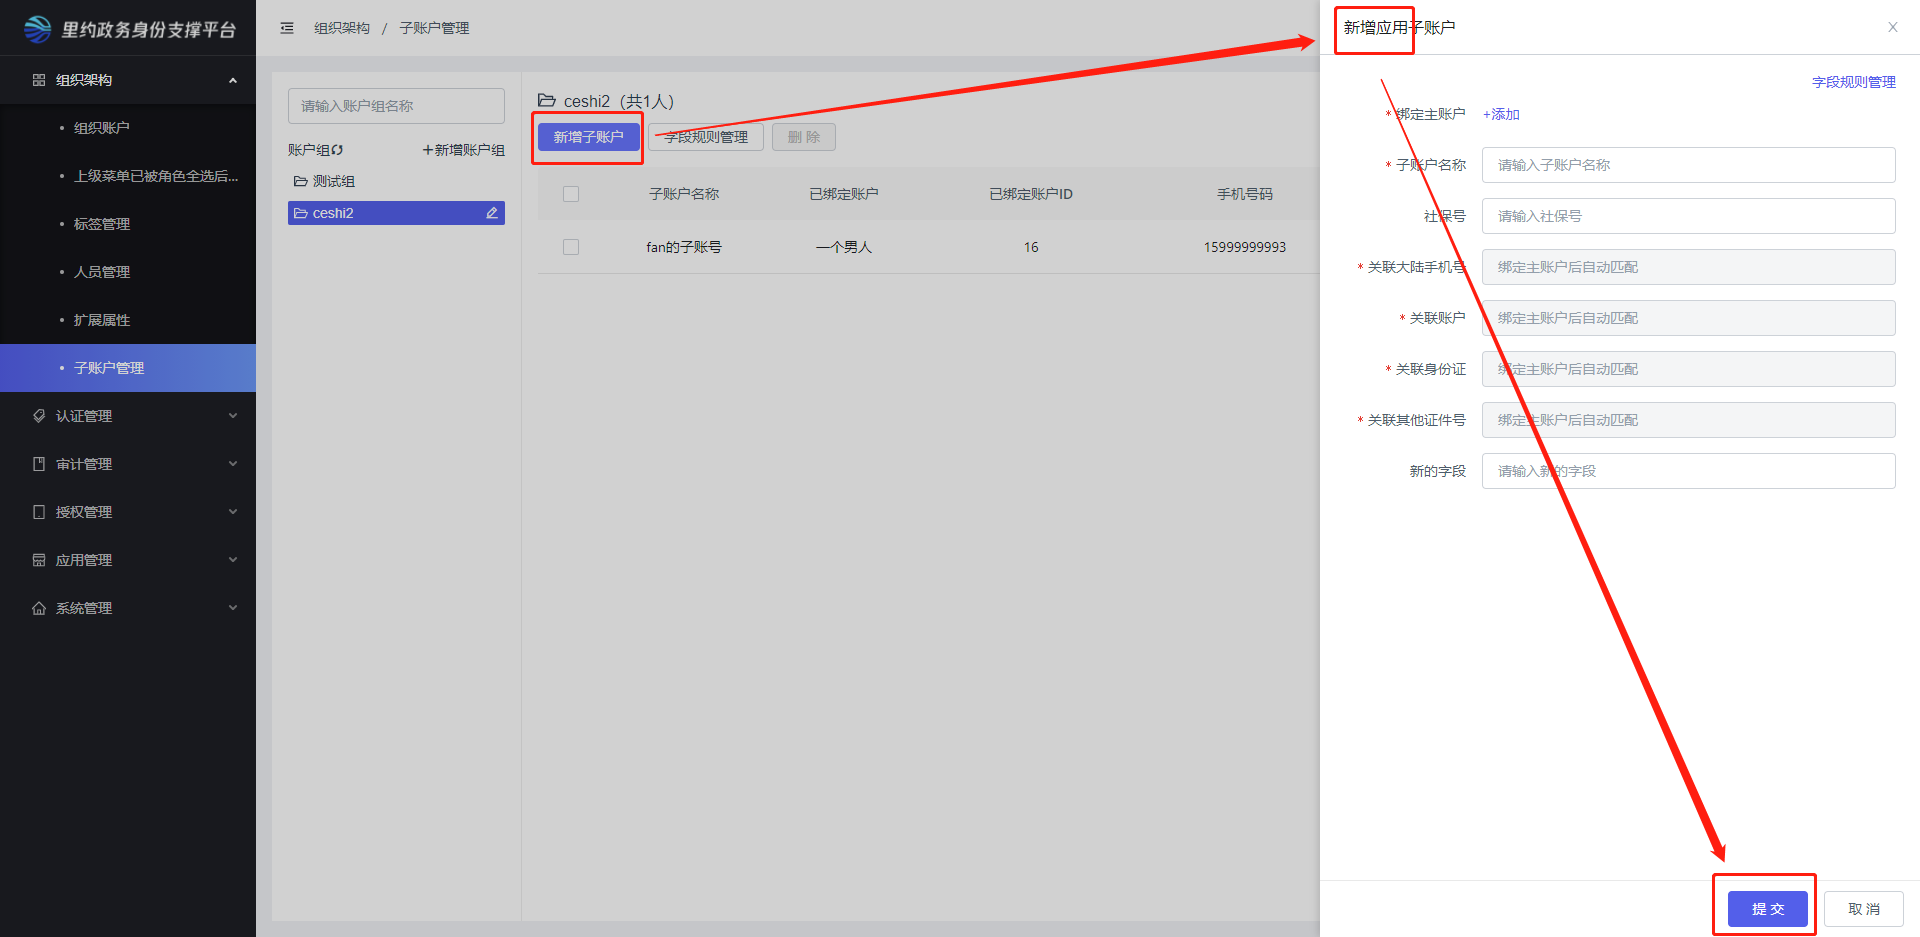 里约政务身份支撑平台
组织架构
组织账户
上级菜单已被角色全选后...
标签管理
人员管理
扩展属性
子账户管理
认证管理
审计管理
授权管理
应用管理
系统管理
组织架构 / 子账户管理
请输入账户组名称
账户组 +新增账户组
测试组
ceshi2
ceshi2（共1人）
新增子账户 字段规则管理 删 除
子账户名称 已绑定账户 已绑定账户ID 手机号码
fan的子账号 一个男人 16 15999999993
新增应用子账户
字段规则管理
* 绑定主账户 +添加
* 子账户名称 请输入子账户名称
社保号 请输入社保号
* 关联大陆手机号 绑定主账户后自动匹配
* 关联账户 绑定主账户后自动匹配
* 关联身份证 绑定主账户后自动匹配
* 关联其他证件号 绑定主账户后自动匹配
新的字段 请输入新的字段
提 交 取 消